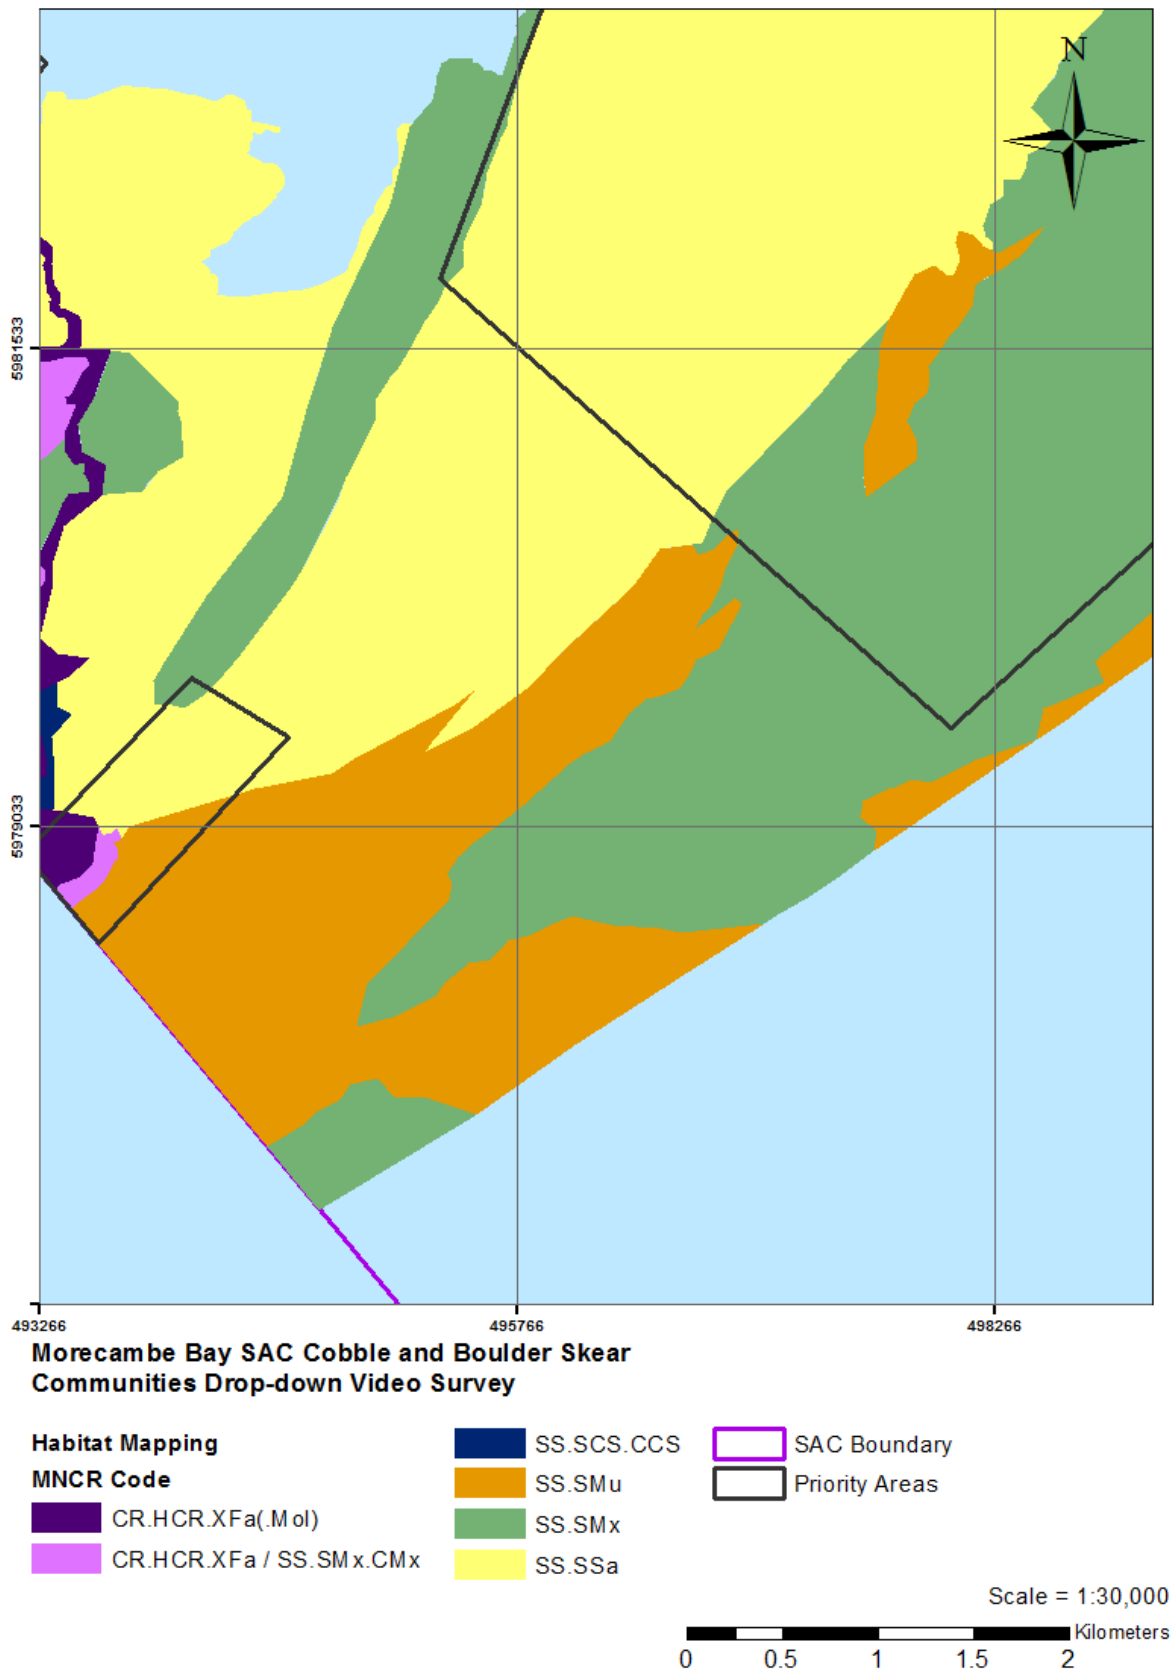 N
5981533
5979033
493266
495766
498266
Morecambe Bay SAC Cobble and Boulder Skear
Communities Drop-down Video Survey
Habitat Mapping
MNCR Code
CR.HCR.XFa(.Mol)
CR.HCR.XFa / SS.SMx.CMx
SS.SCS.CCS
SS.SMu
SS.SMx
SS.SSa
SAC Boundary
Priority Areas
Scale = 1:30,000
Kilometers
0 0.5 1 1.5 2